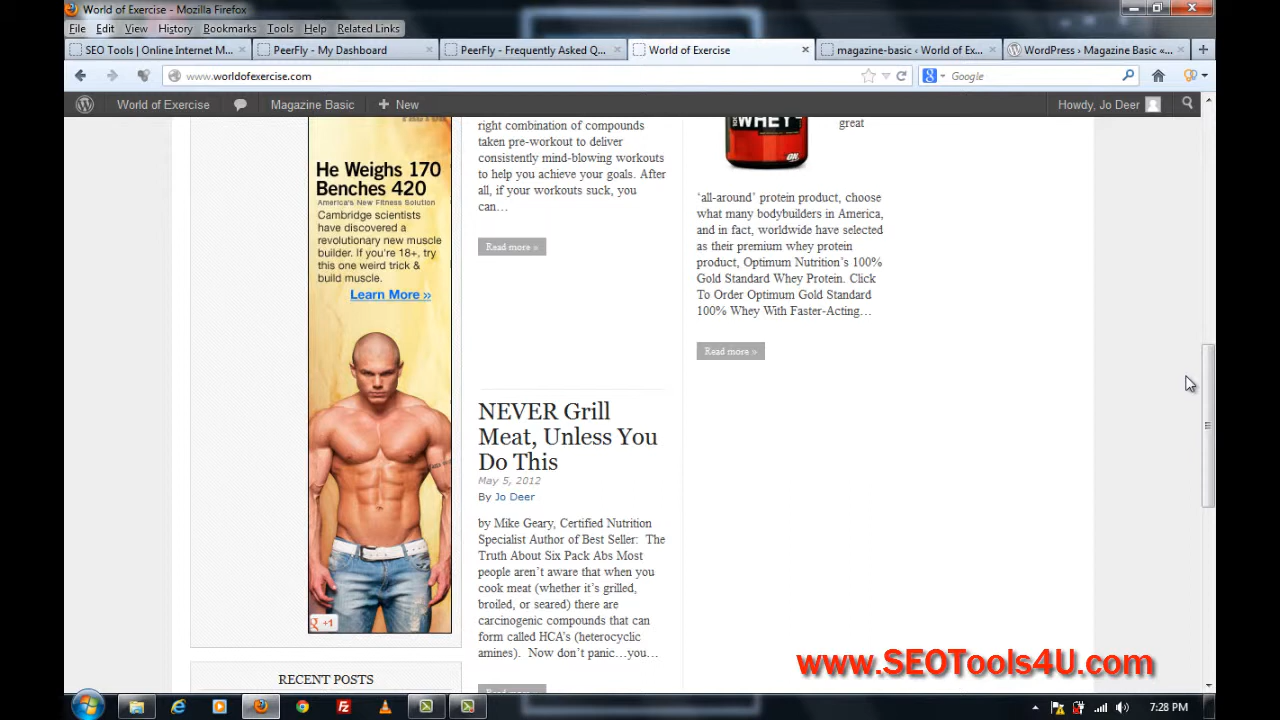 World of Exercise - Mozilla Firefox
File Edit View History Bookmarks Tools Help Related Links
SEO Tools | Online Internet M...
PeerFly - My Dashboard
PeerFly - Frequently Asked Q...
World of Exercise
magazine-basic ‹ World of Ex...
WordPress › Magazine Basic «...
www.worldofexercise.com
Google
World of Exercise
Magazine Basic
+ New
Howdy, Jo Deer
He Weighs 170
Benches 420
America's New Fitness Solution
Cambridge scientists
have discovered a
revolutionary new muscle
builder. If you're 18+, try
this one weird trick &
build muscle.
Learn More »
+1
RECENT POSTS
right combination of compounds
taken pre-workout to deliver
consistently mind-blowing workouts
to help you achieve your goals. After
all, if your workouts suck, you
can…
Read more »
NEVER Grill
Meat, Unless You
Do This
May 5, 2012
By Jo Deer
by Mike Geary, Certified Nutrition
Specialist Author of Best Seller: The
Truth About Six Pack Abs Most
people aren't aware that when you
cook meat (whether it's grilled,
broiled, or seared) there are
carcinogenic compounds that can
form called HCA's (heterocyclic
amines). Now don't panic…you…
WHEY
great
'all-around' protein product, choose
what many bodybuilders in America,
and in fact, worldwide have selected
as their premium whey protein
product, Optimum Nutrition's 100%
Gold Standard Whey Protein. Click
To Order Optimum Gold Standard
100% Whey With Faster-Acting…
Read more »
www.SEOTools4U.com
7:28 PM